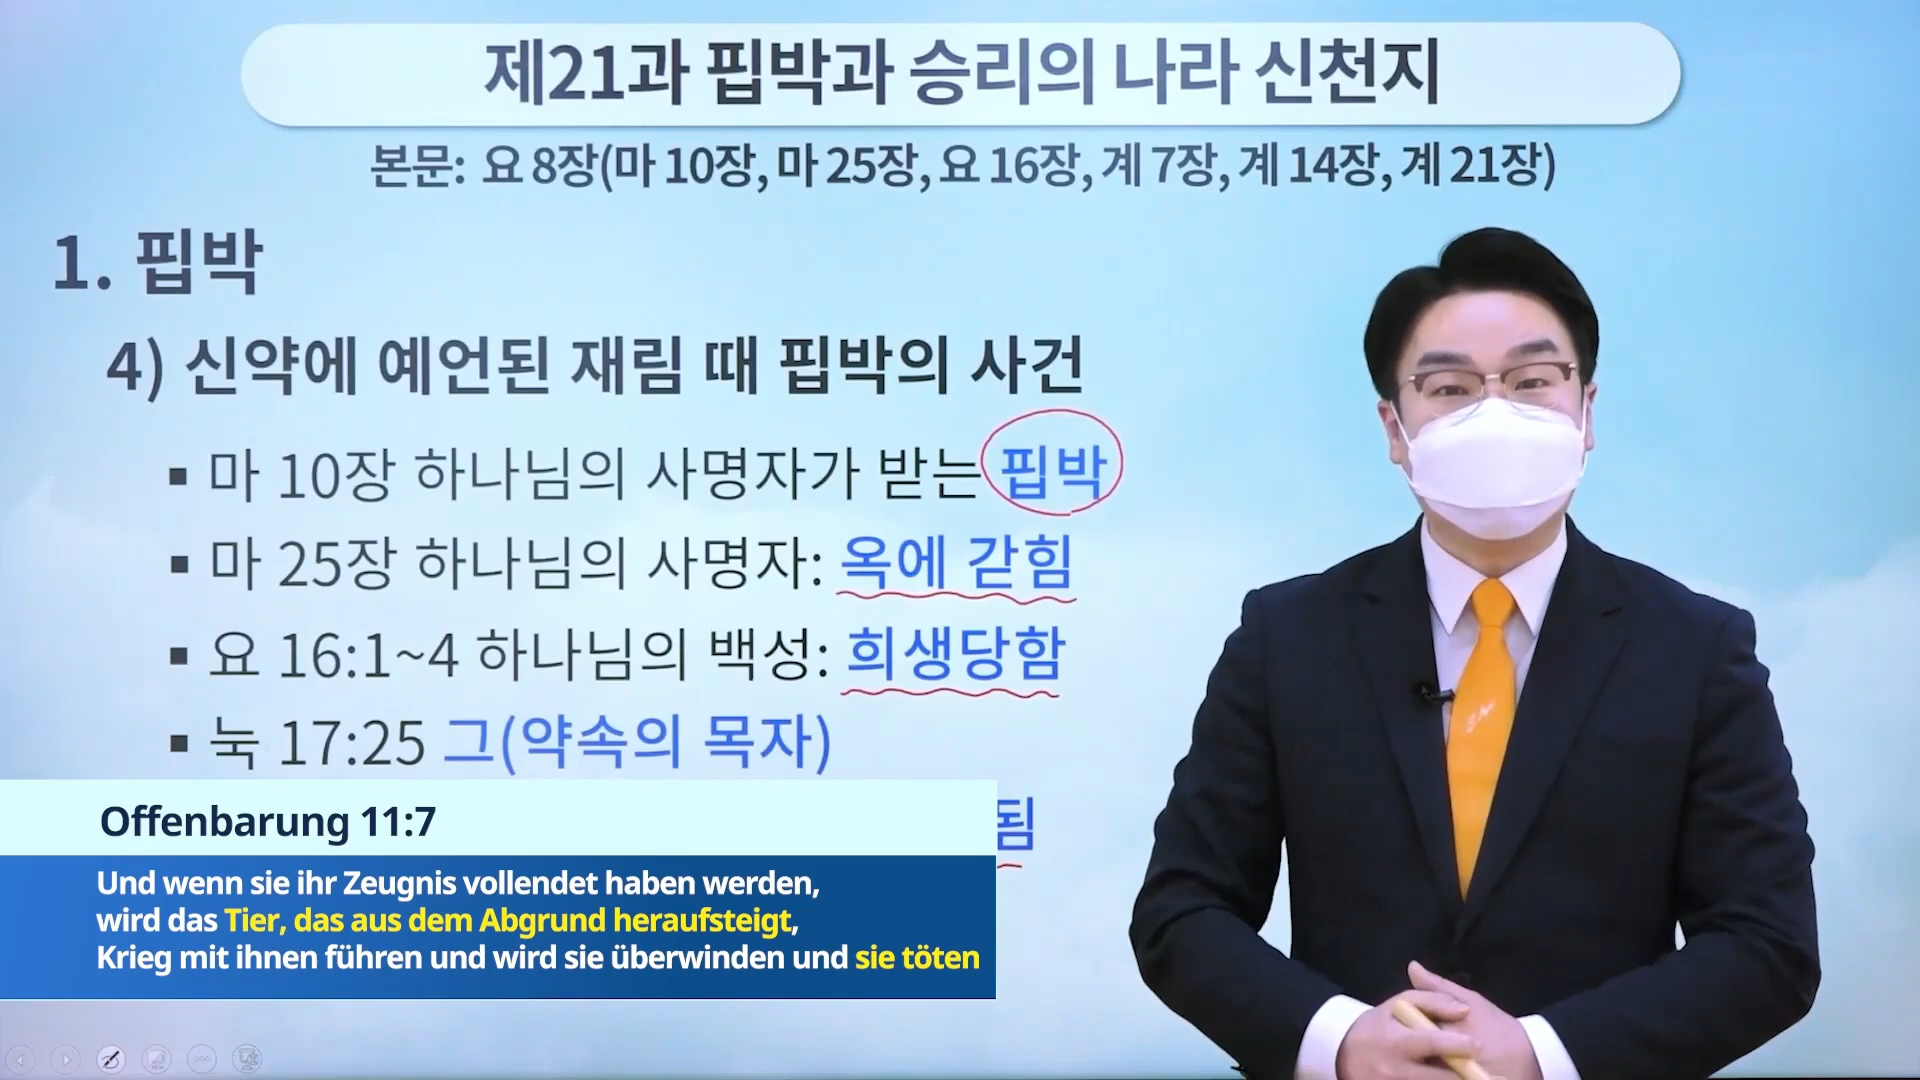 제21과 핍박과 승리의 나라 신천지
본문: 요 8장(마 10장, 마 25장, 요 16장, 계 7장, 계 14장, 계 21장)
1. 핍박
4) 신약에 예언된 재림 때 핍박의 사건
▪ 마 10장 하나님의 사명자가 받는 핍박
▪ 마 25장 하나님의 사명자: 옥에 갇힘
▪ 요 16:1~4 하나님의 백성: 희생당함
▪ 눅 17:25 그(약속의 목자)
됨
Offenbarung 11:7
Und wenn sie ihr Zeugnis vollendet haben werden,
wird das Tier, das aus dem Abgrund heraufsteigt,
Krieg mit ihnen führen und wird sie überwinden und sie töten